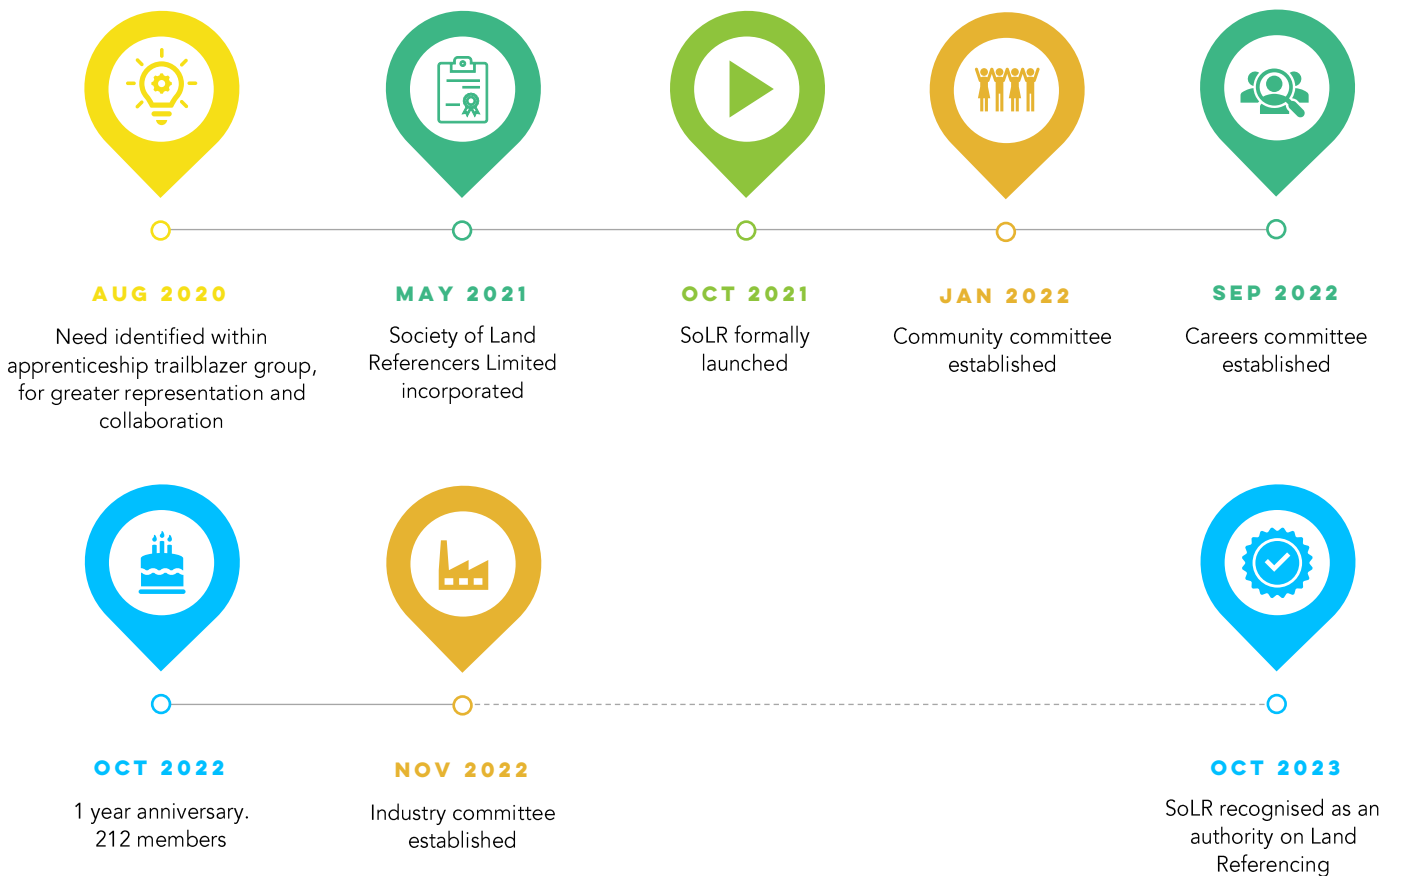 AUG 2020
Need identified within
apprenticeship trailblazer group,
for greater representation and
collaboration
MAY 2021
Society of Land
Referencers Limited
incorporated
OCT 2021
SoLR formally
launched
JAN 2022
Community committee
established
SEP 2022
Careers committee
established
OCT 2022
1 year anniversary.
212 members
NOV 2022
Industry committee
established
OCT 2023
SoLR recognised as an
authority on Land
Referencing